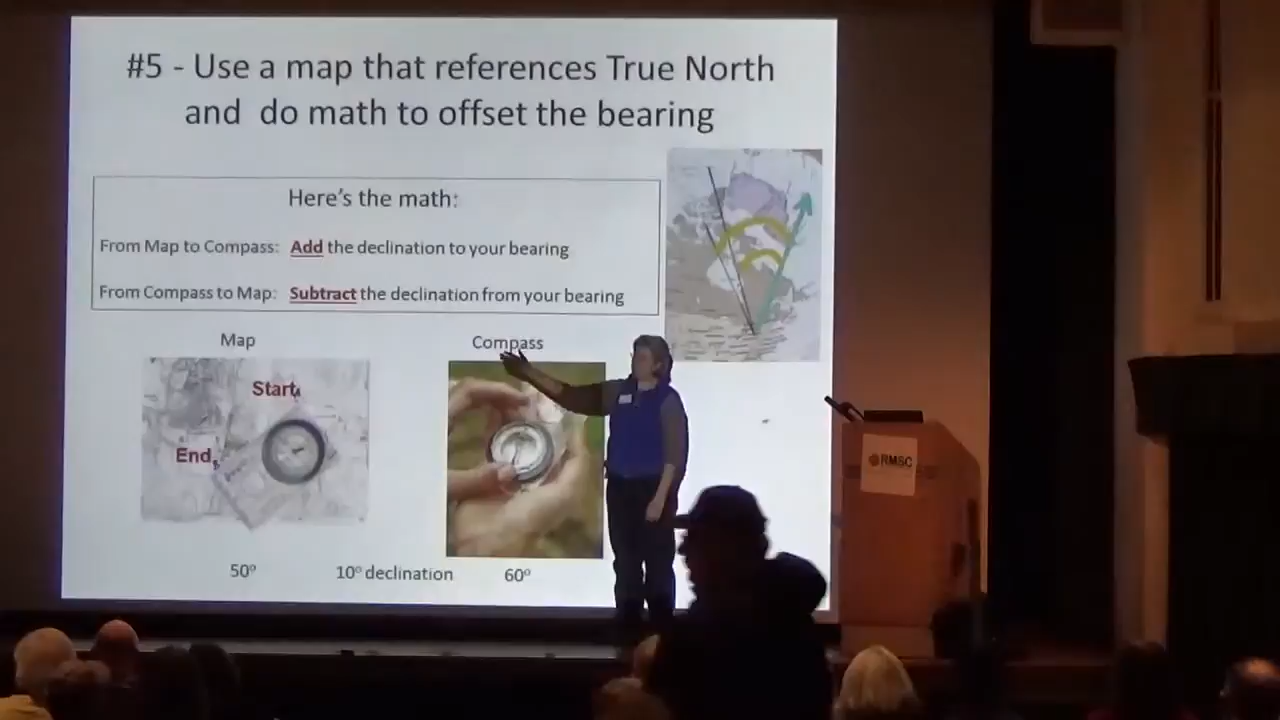 #5 - Use a map that references True North
and do math to offset the bearing
Here's the math:
From Map to Compass: Add the declination to your bearing
From Compass to Map: Subtract the declination from your bearing
Map
Compass
Start
End
50º
10º declination
60º
RMSC